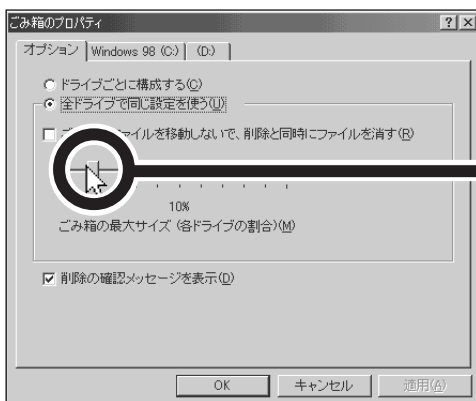 ごみ箱のプロパティ
オプション Windows 98 (C:) (D:)
ドライブごとに構成する(C)
全ドライブで同じ設定を使う(U)
ァイルを移動しないで、削除と同時にファイルを消す(R)
10%
ごみ箱の最大サイズ (各ドライブの割合)(M)
削除の確認メッセージを表示(D)
OK キャンセル 適用(A)